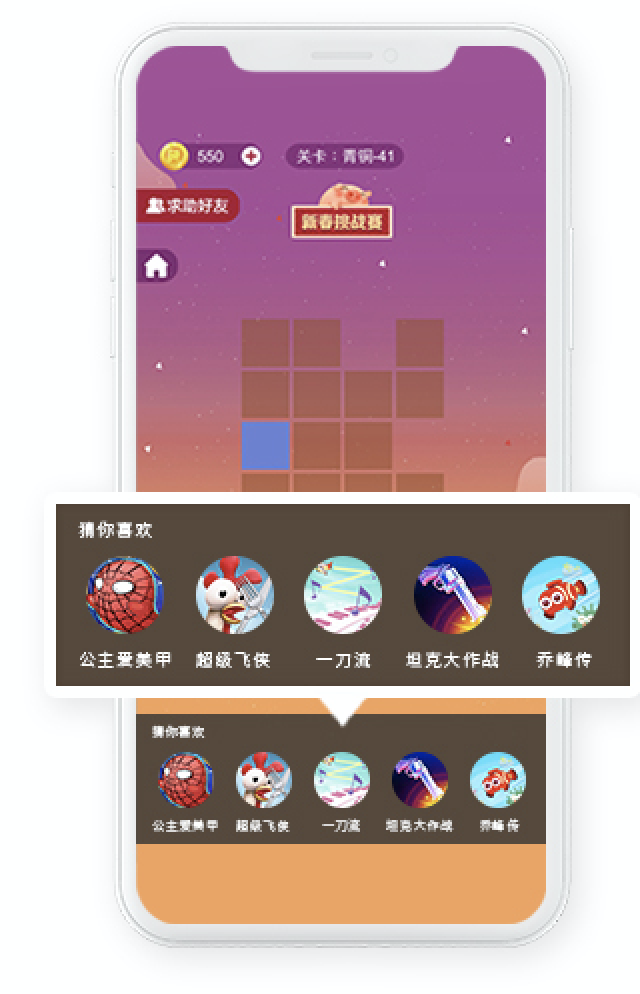 550
关卡：青铜-41
求助好友
新春挑战赛
猜你喜欢
公主爱美甲 超级飞侠 一刀流 坦克大作战 乔峰传
猜你喜欢
公主爱美甲 超级飞侠 一刀流 坦克大作战 乔峰传